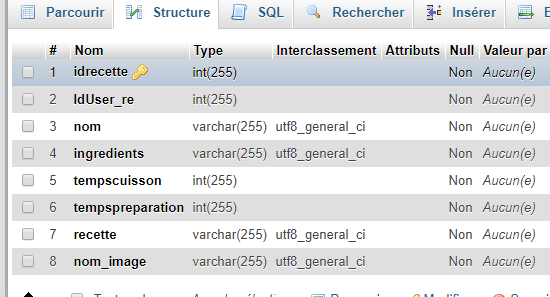 Parcourir Structure SQL Rechercher Insérer
# Nom Type Interclassement Attributs Null Valeur par
1 idrecette int(255) Non Aucun(e)
2 IdUser_re int(255) Non Aucun(e)
3 nom varchar(255) utf8_general_ci Non Aucun(e)
4 ingredients varchar(255) utf8_general_ci Non Aucun(e)
5 tempscuisson int(255) Non Aucun(e)
6 tempspreparation int(255) Non Aucun(e)
7 recette varchar(255) utf8_general_ci Non Aucun(e)
8 nom_image varchar(255) utf8_general_ci Non Aucun(e)